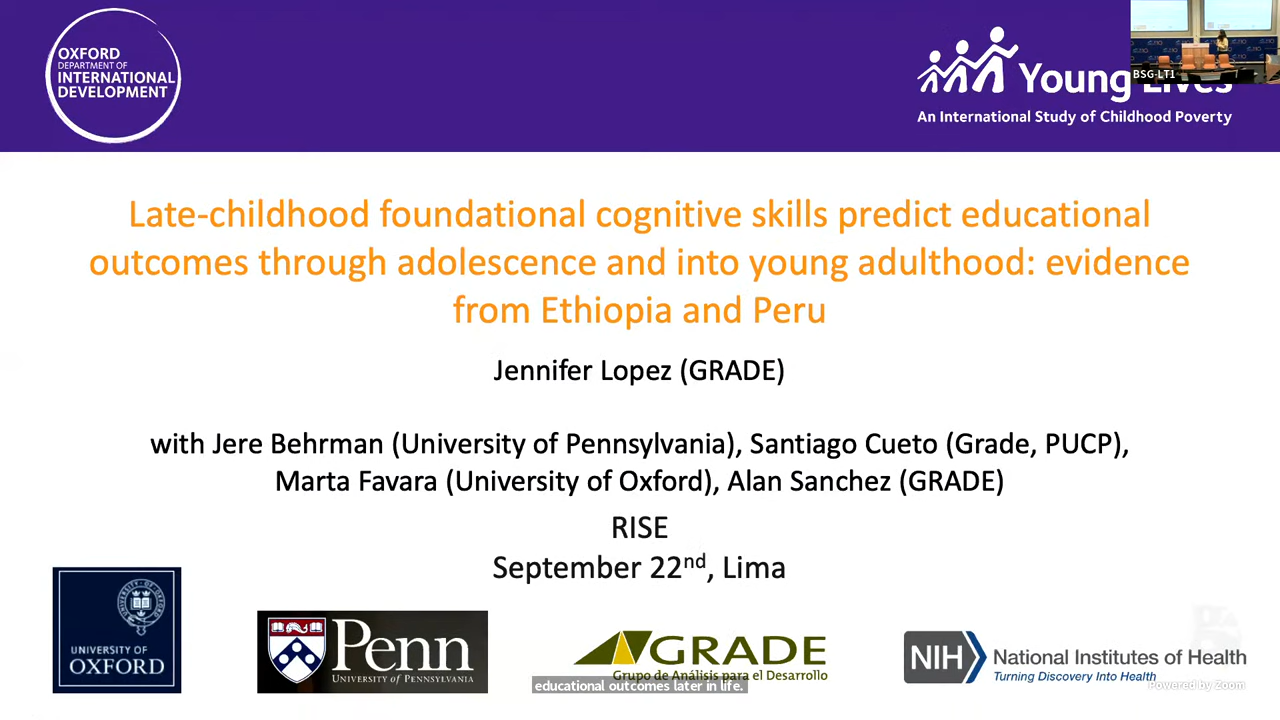 OXFORD
DEPARTMENT OF
INTERNATIONAL
DEVELOPMENT
Young Lives
An International Study of Childhood Poverty
BSG-LT1
Late-childhood foundational cognitive skills predict educational
outcomes through adolescence and into young adulthood: evidence
from Ethiopia and Peru
Jennifer Lopez (GRADE)
with Jere Behrman (University of Pennsylvania), Santiago Cueto (Grade, PUCP),
Marta Favara (University of Oxford), Alan Sanchez (GRADE)
RISE
September 22nd, Lima
UNIVERSITY OF
OXFORD
Penn
UNIVERSITY OF PENNSYLVANIA
GRADE
Grupo de Análisis para el Desarrollo
NIH
National Institutes of Health
Turning Discovery Into Health
educational outcomes later in life.
Powered by Zoom